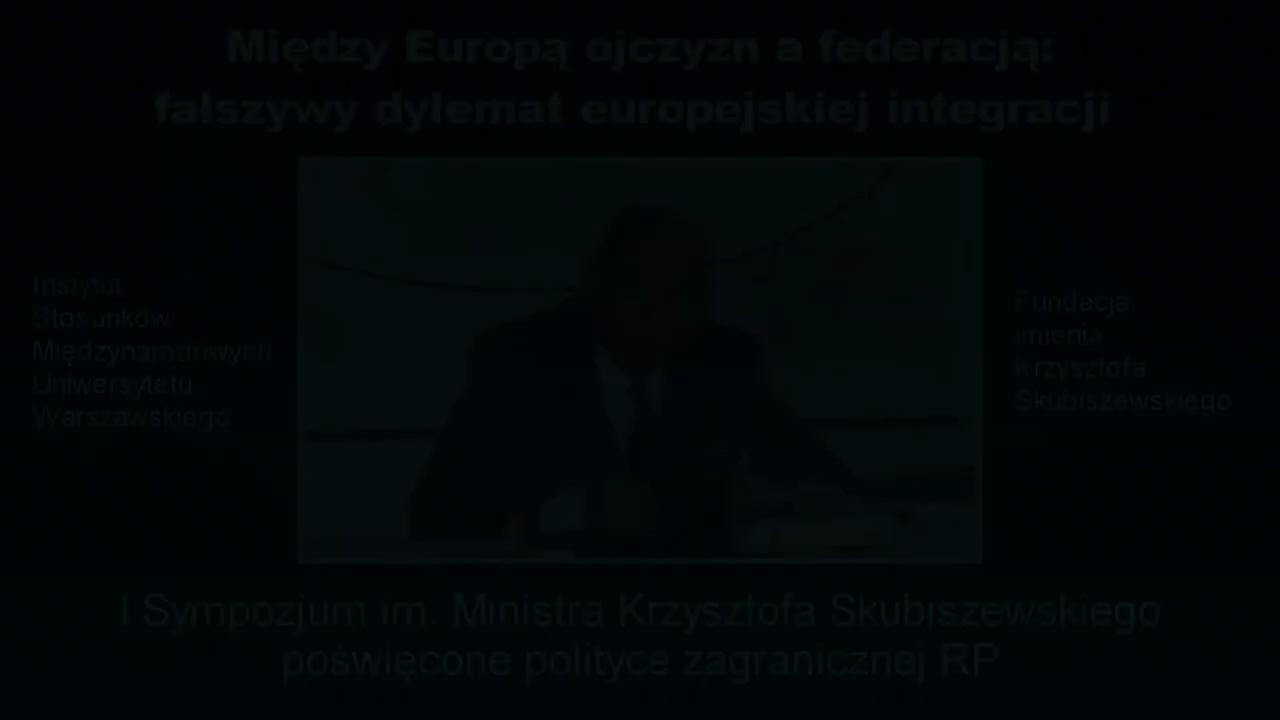 Między Europą ojczyzn a federacją:
fałszywy dylemat europejskiej integracji
Instytut
Stosunków
Międzynarodowych
Uniwersytetu
Warszawskiego
Fundacja
imienia
Krzysztofa
Skubiszewskiego
I Sympozjum im. Ministra Krzysztofa Skubiszewskiego
poświęcone polityce zagranicznej RP